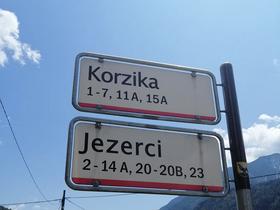 Korzika
1-7, 11A, 15A
Jezerci
2-14 A, 20-20B, 23